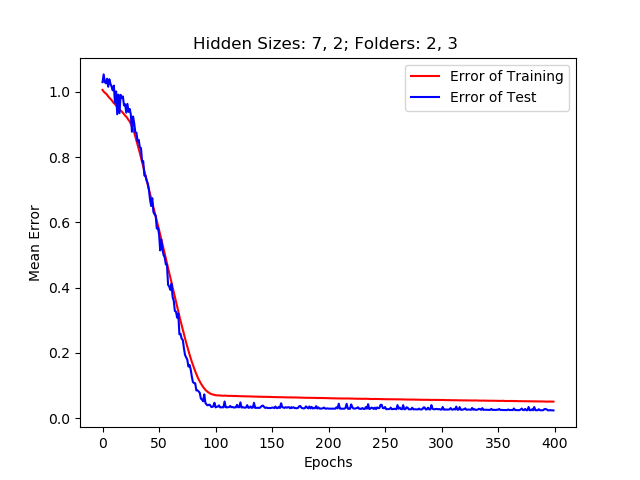 Hidden Sizes: 7, 2; Folders: 2, 3
Error of Training
Error of Test
Mean Error
1.0
0.8
0.6
0.4
0.2
0.0
0 50 100 150 200 250 300 350 400
Epochs